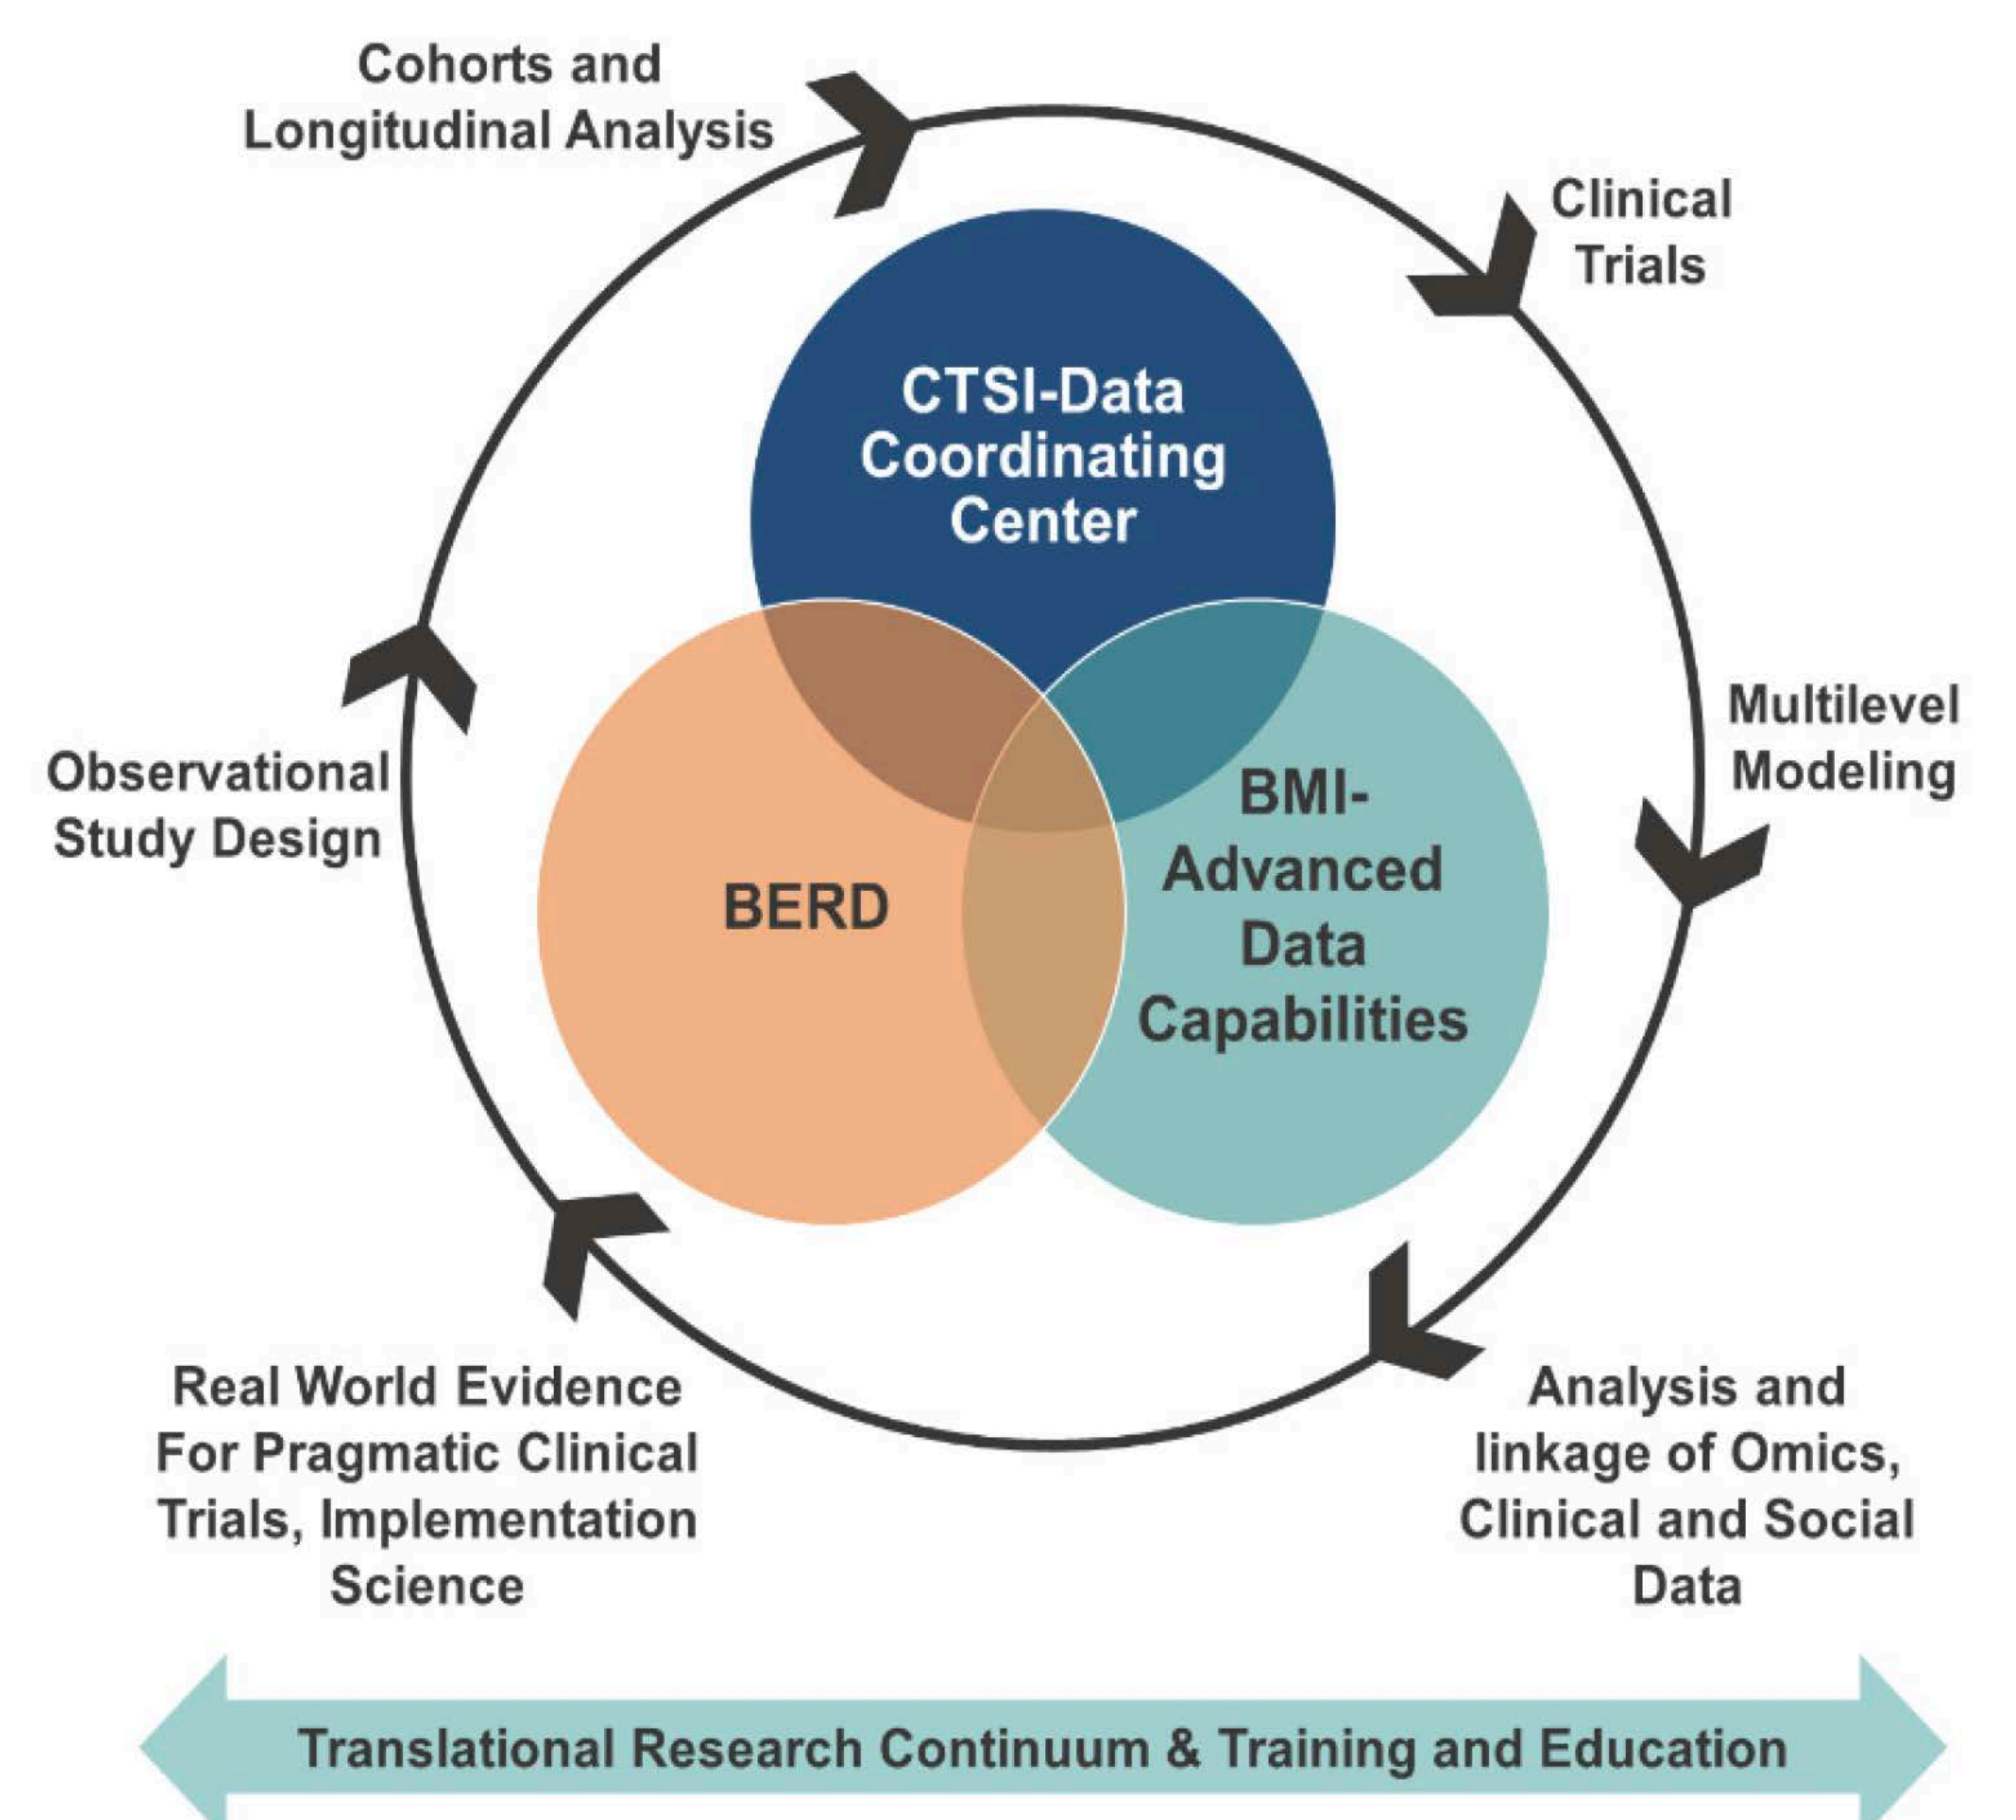 Cohorts and
Longitudinal Analysis
Clinical
Trials
CTSI-Data
Coordinating
Center
Multilevel
Modeling
Observational
Study Design
BMI-
Advanced
Data
Capabilities
BERD
Real World Evidence
For Pragmatic Clinical
Trials, Implementation
Science
Analysis and
linkage of Omics,
Clinical and Social
Data
Translational Research Continuum & Training and Education